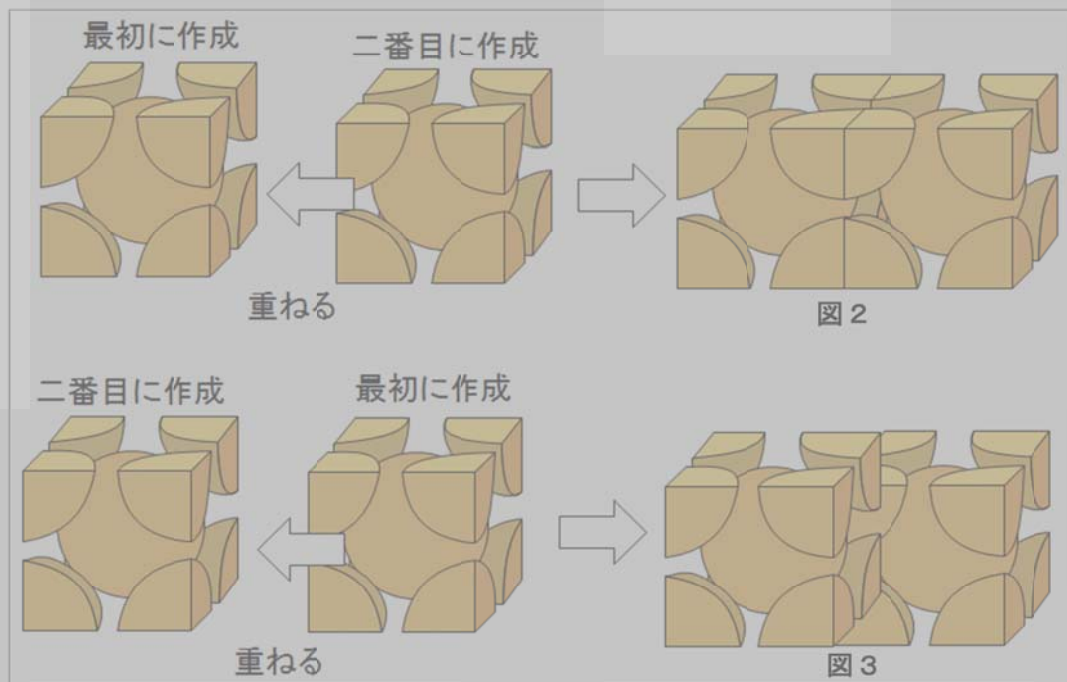 最初に作成
二番目に作成
重ねる
図２
二番目に作成
最初に作成
重ねる
図３